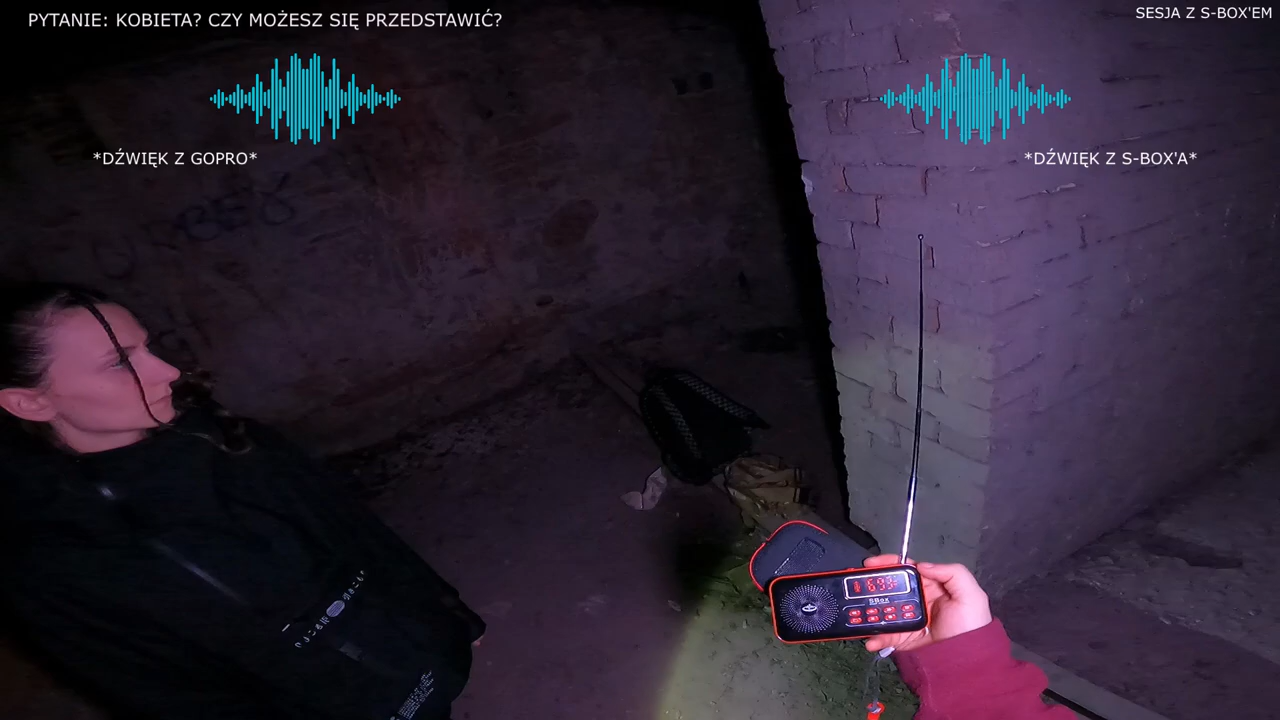 PYTANIE: KOBIETA? CZY MOŻESZ SIĘ PRZEDSTAWIĆ?
SESJA Z S-BOX'EM
*DŹWIĘK Z GOPRO*
*DŹWIĘK Z S-BOX'A*
SBox